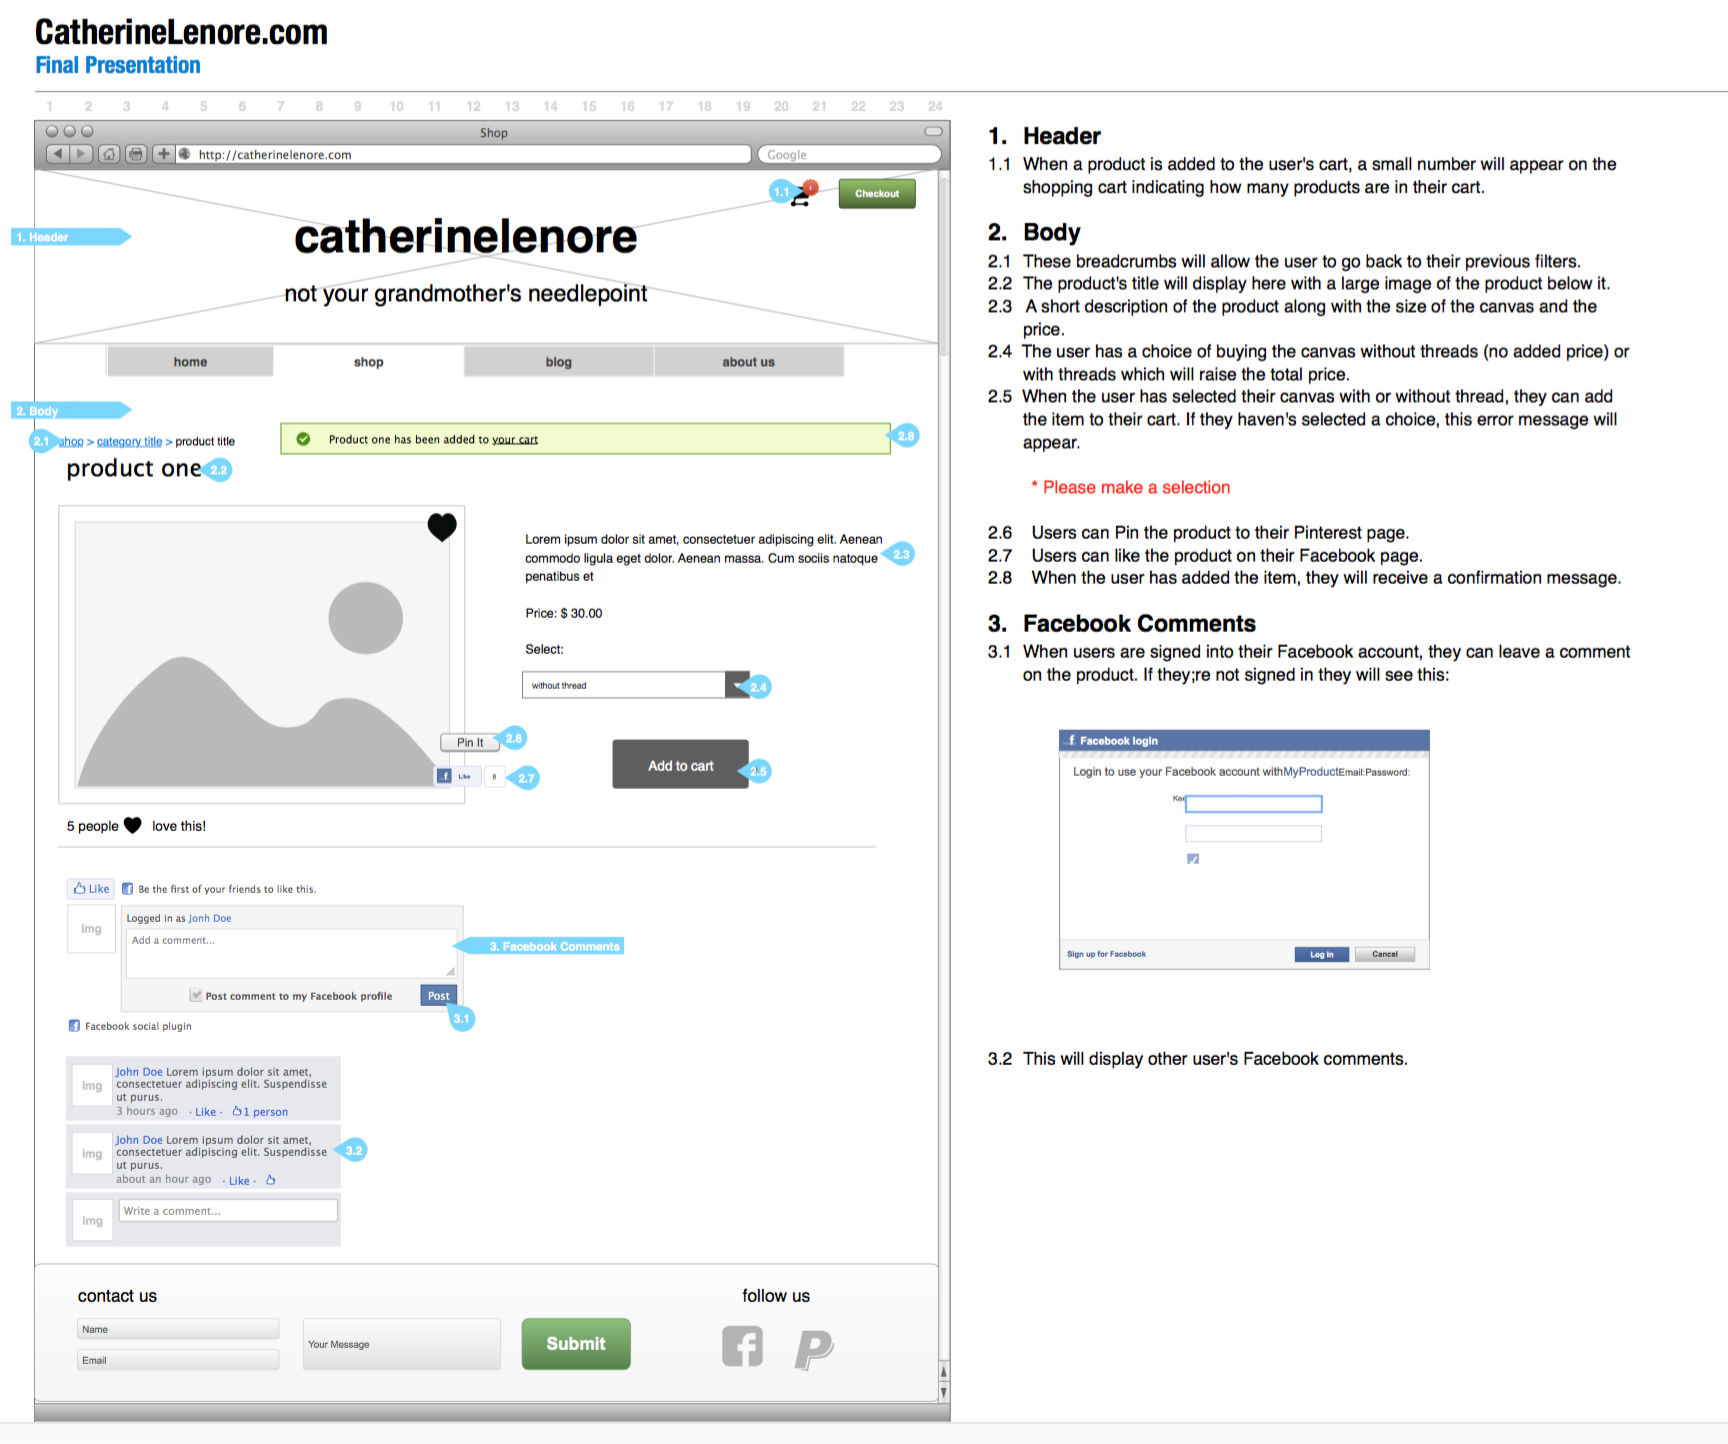 CatherineLenore.com
Final Presentation
1 2 3 4 5 6 7 8 9 10 11 12 13 14 15 16 17 18 19 20 21 22 23 24
Shop
http://catherinelenore.com
Google
1.1
Checkout
1. Header
catherinelenore
not your grandmother's needlepoint
home shop blog about us
2. Body
2.1 shop > category title > product title
Product one has been added to your cart 2.8
product one 2.2
Lorem ipsum dolor sit amet, consectetuer adipiscing elit. Aenean
commodo ligula eget dolor. Aenean massa. Cum sociis natoque
penatibus et
2.3
Price: $ 30.00
Select:
without thread 2.4
Pin It 2.6
Like 6 2.7
Add to cart 2.5
5 people love this!
Like f Be the first of your friends to like this.
img
Logged in as Jonh Doe
Add a comment...
3. Facebook Comments
Post comment to my Facebook profile Post
3.1
f Facebook social plugin
img
John Doe Lorem ipsum dolor sit amet,
consectetuer adipiscing elit. Suspendisse
ut purus.
3 hours ago · Like · 1 person
img
John Doe Lorem ipsum dolor sit amet,
consectetuer adipiscing elit. Suspendisse
ut purus.
about an hour ago · Like ·
3.2
img
Write a comment...
contact us
Name
Email
Your Message
Submit
follow us
f P
1. Header
1.1 When a product is added to the user's cart, a small number will appear on the
shopping cart indicating how many products are in their cart.
2. Body
2.1 These breadcrumbs will allow the user to go back to their previous filters.
2.2 The product's title will display here with a large image of the product below it.
2.3 A short description of the product along with the size of the canvas and the
price.
2.4 The user has a choice of buying the canvas without threads (no added price) or
with threads which will raise the total price.
2.5 When the user has selected their canvas with or without thread, they can add
the item to their cart. If they haven's selected a choice, this error message will
appear.
* Please make a selection
2.6 Users can Pin the product to their Pinterest page.
2.7 Users can like the product on their Facebook page.
2.8 When the user has added the item, they will receive a confirmation message.
3. Facebook Comments
3.1 When users are signed into their Facebook account, they can leave a comment
on the product. If they;re not signed in they will see this:
f Facebook login
Login to use your Facebook account withMyProductEmail:Password:
Sign up for Facebook Log In Cancel
3.2 This will display other user's Facebook comments.